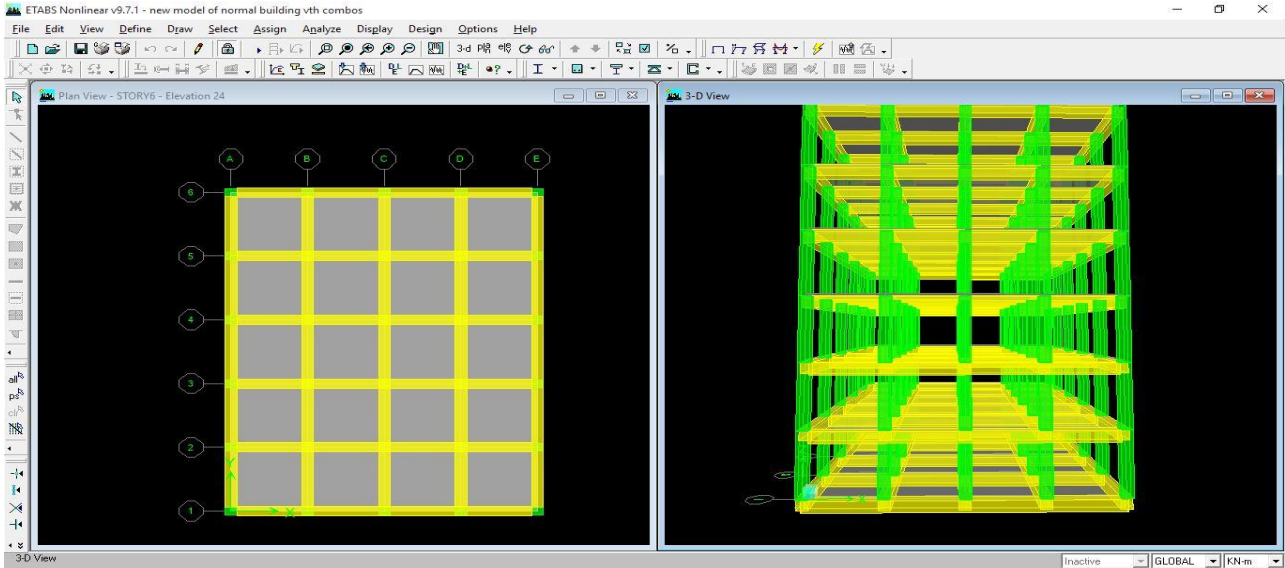 ETABS Nonlinear v9.7.1 - new model of normal building vth combos
File Edit View Define Draw Select Assign Analyze Display Design Options Help
3-d
Plan View - STORY6 - Elevation 24
3-D View
A B C D E
6
5
4
3
2
1
Y
X
X
all
ps
clr
3-D View
Inactive
GLOBAL
KN-m